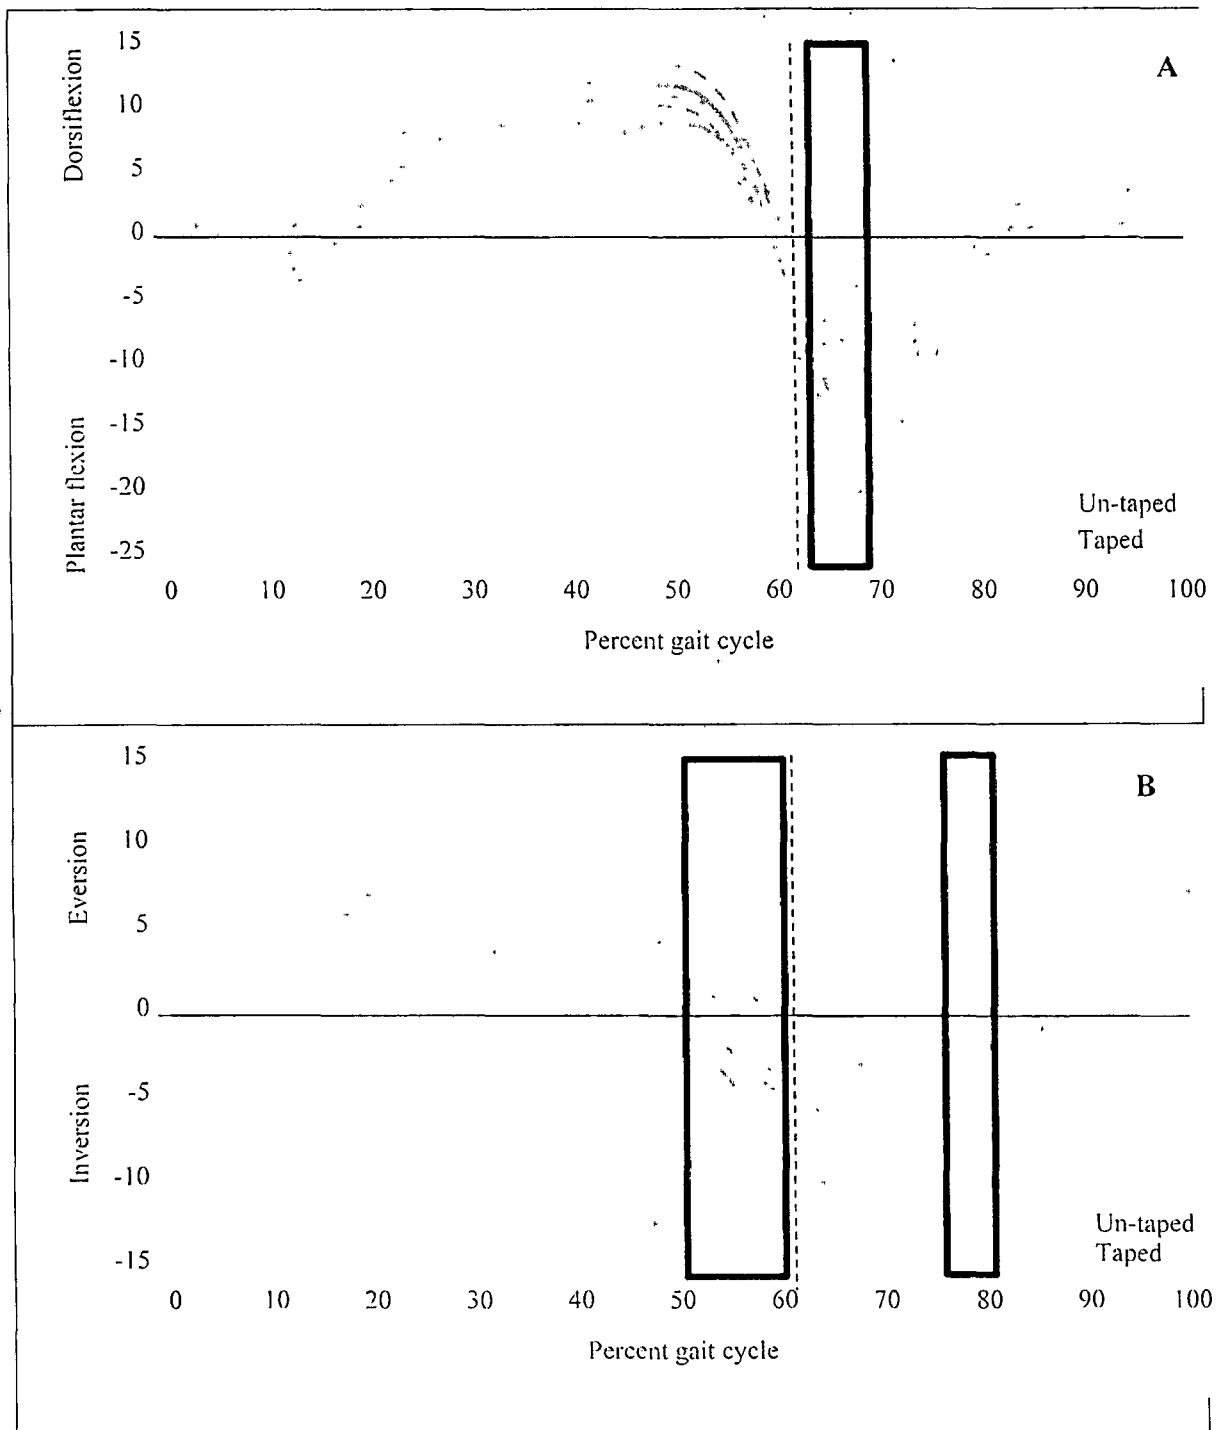 A
Dorsiflexion
Plantar flexion
15
10
5
0
-5
-10
-15
-20
-25
Un-taped
Taped
0 10 20 30 40 50 60 70 80 90 100
Percent gait cycle
B
Eversion
Inversion
15
10
5
0
-5
-10
-15
Un-taped
Taped
0 10 20 30 40 50 60 70 80 90 100
Percent gait cycle